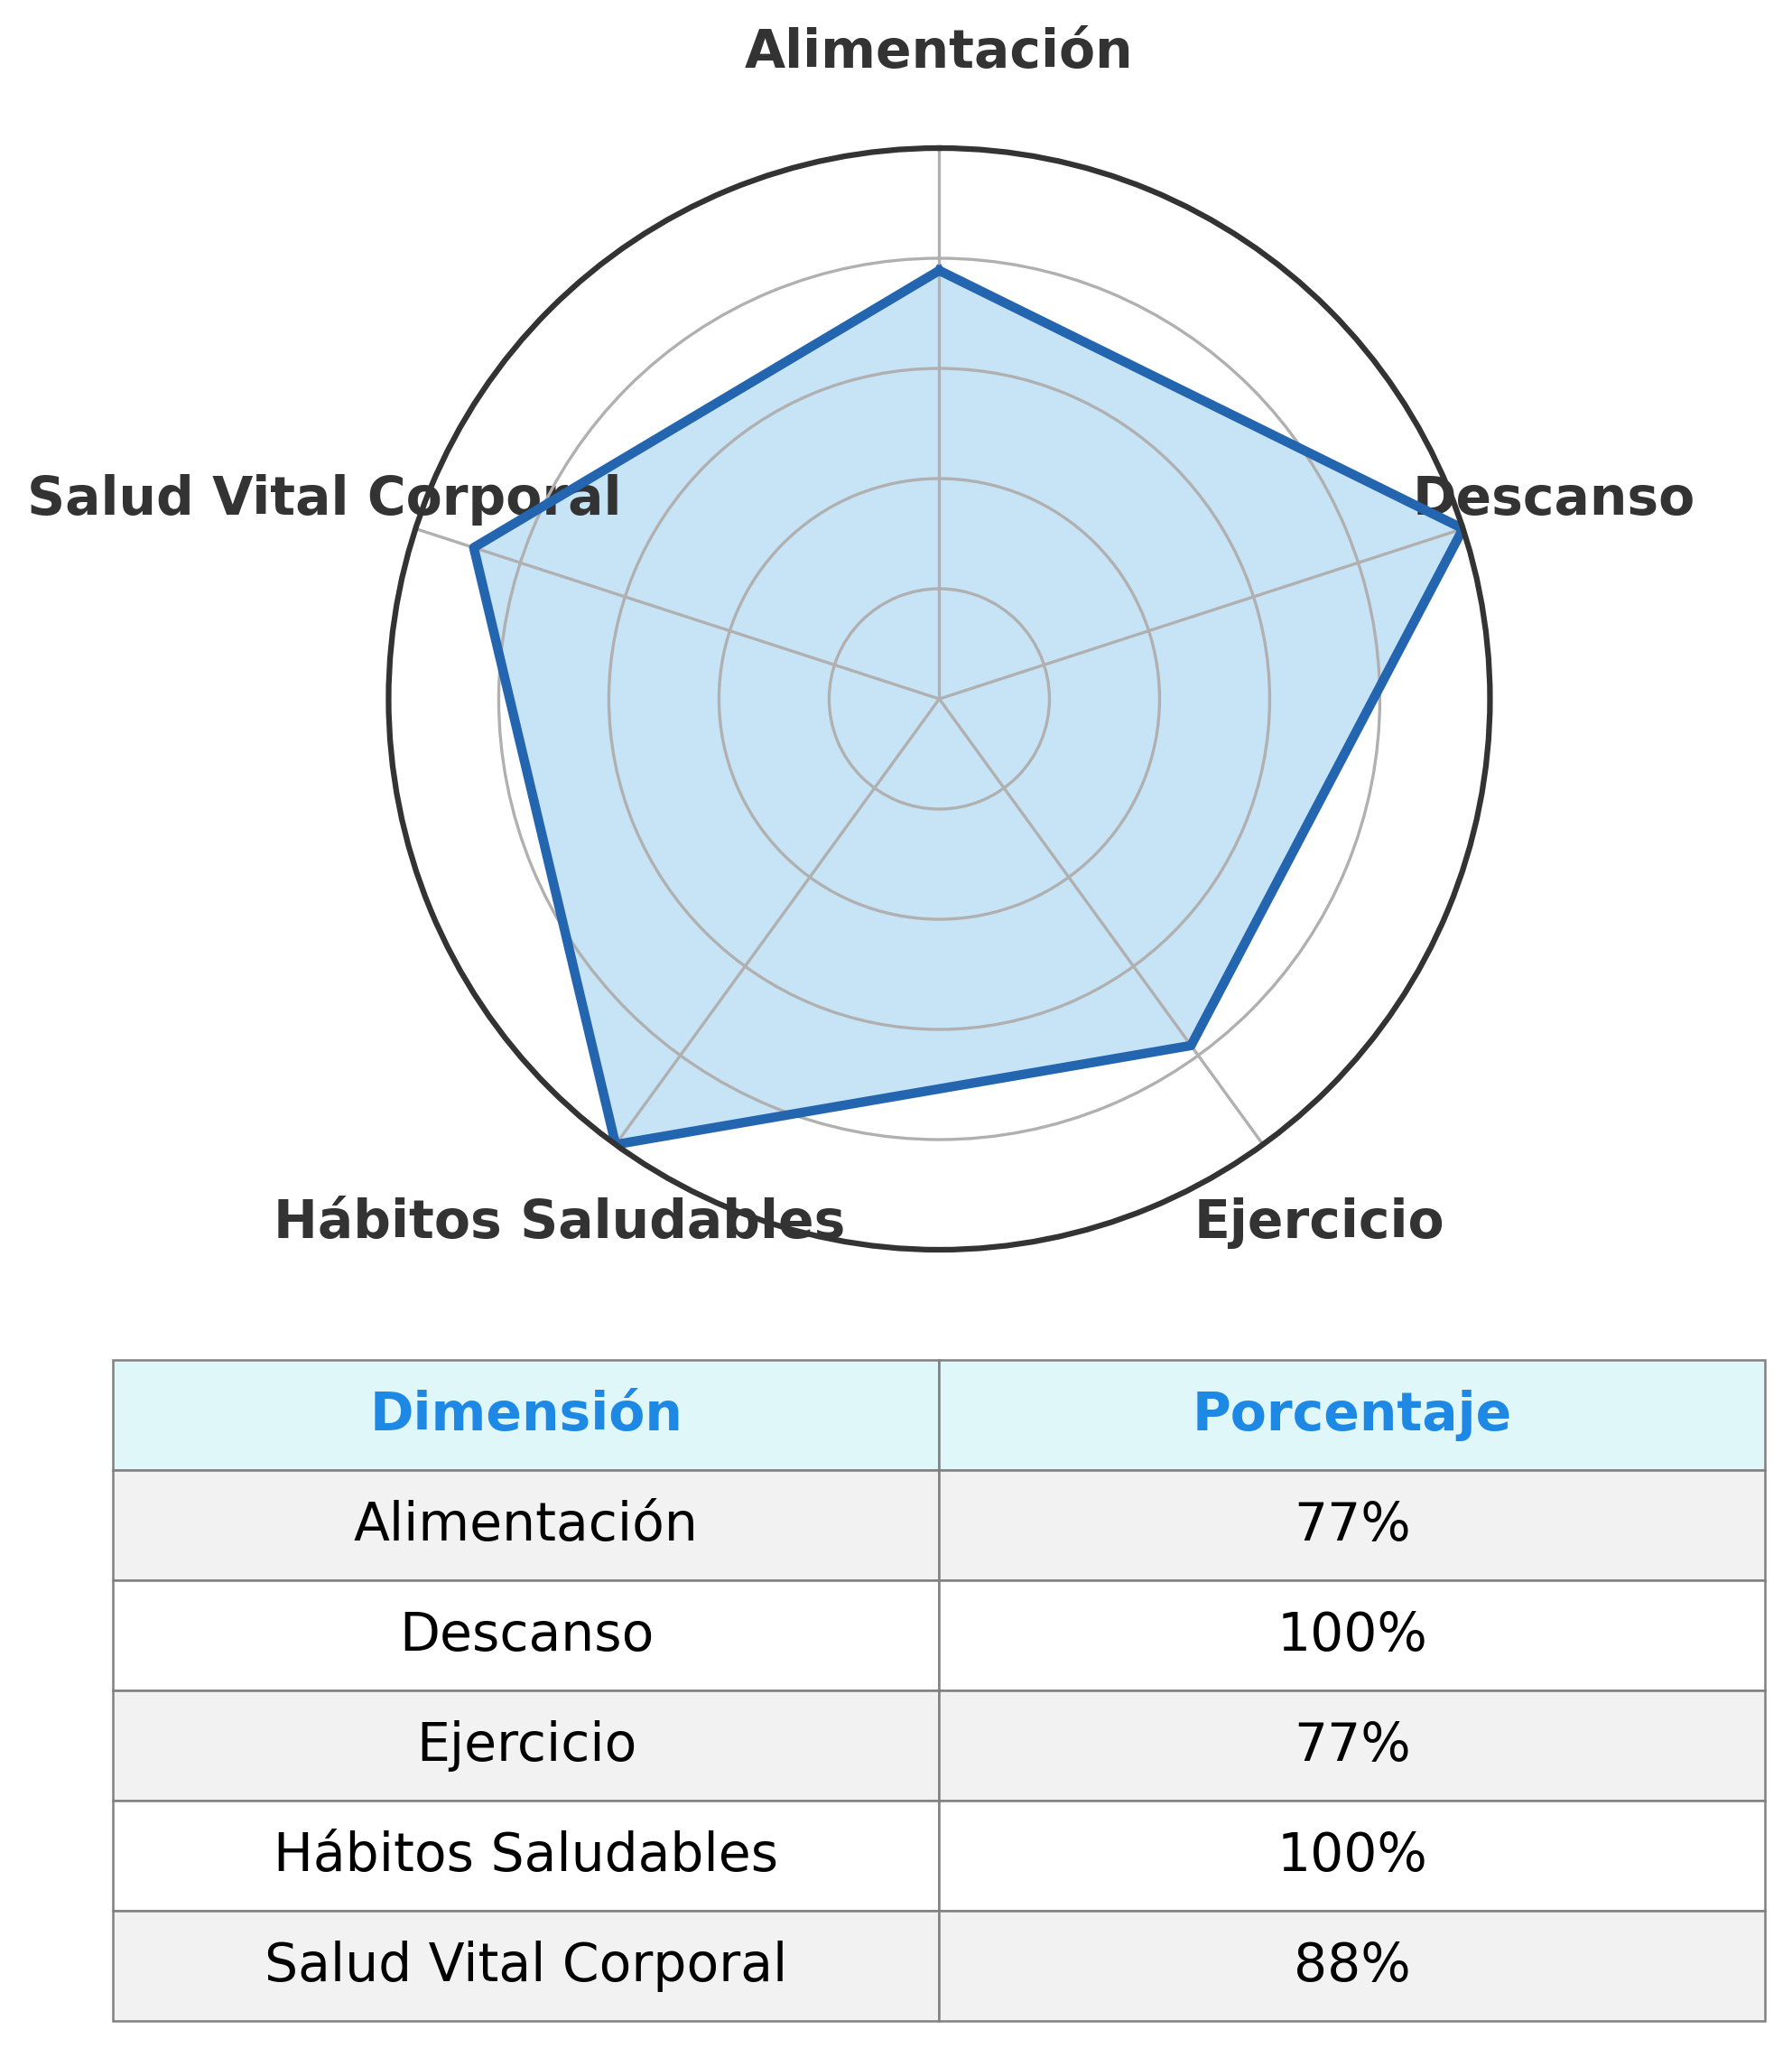 Alimentación
Salud Vital Corporal
Descanso
Hábitos Saludables
Ejercicio
Dimensión Porcentaje
Alimentación 77%
Descanso 100%
Ejercicio 77%
Hábitos Saludables 100%
Salud Vital Corporal 88%